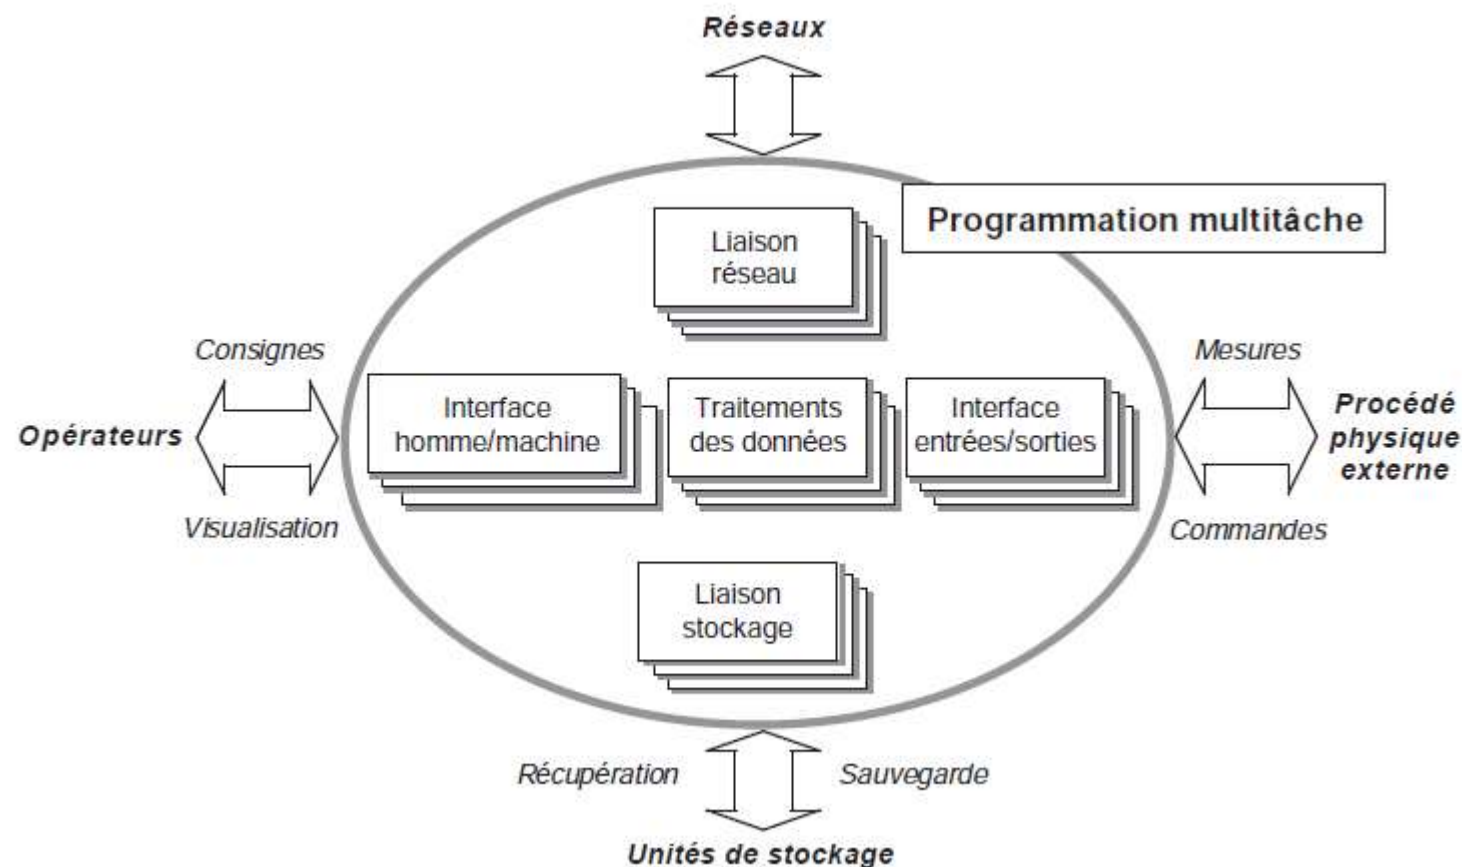 Réseaux
Programmation multitâche
Liaison
réseau
Consignes
Mesures
Opérateurs
Interface
homme/machine
Traitements
des données
Interface
entrées/sorties
Procédé
physique
externe
Visualisation
Commandes
Liaison
stockage
Récupération
Sauvegarde
Unités de stockage